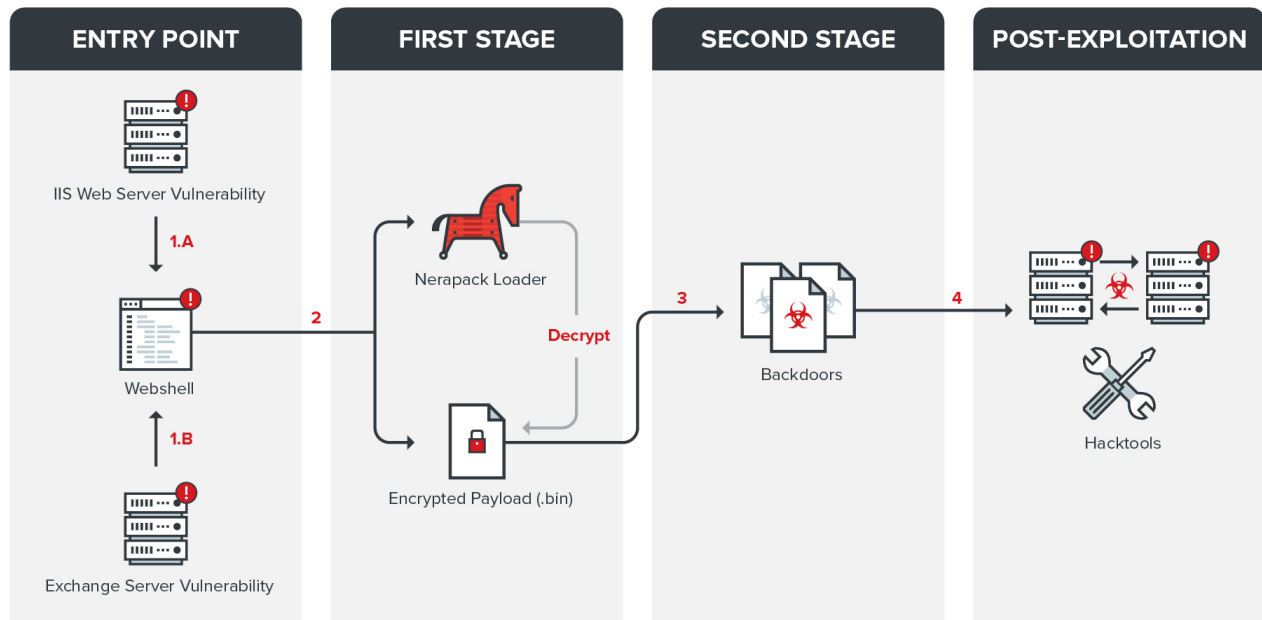 ENTRY POINT
FIRST STAGE
SECOND STAGE
POST-EXPLOITATION
IIS Web Server Vulnerability
1.A
Webshell
1.B
Exchange Server Vulnerability
2
Nerapack Loader
Decrypt
Encrypted Payload (.bin)
3
Backdoors
4
Hacktools